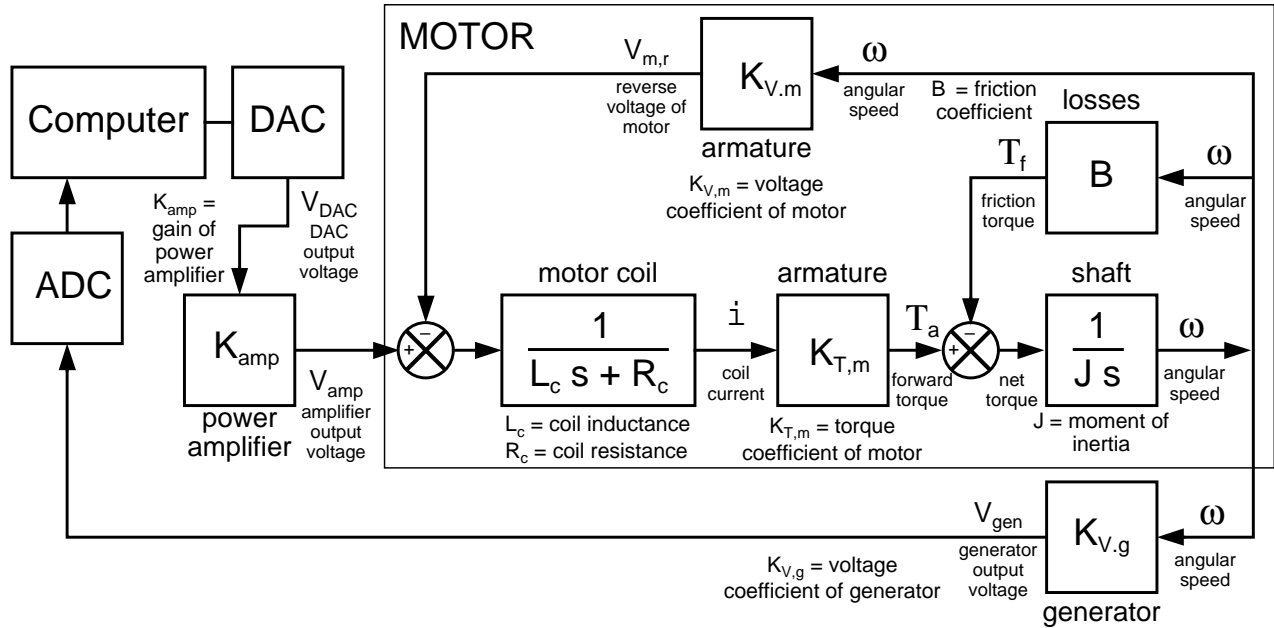 MOTOR
Computer
DAC
ADC
K_amp =
gain of
power
amplifier
V_DAC
DAC
output
voltage
K_amp
power
amplifier
V_amp
amplifier
output
voltage
V_m,r
reverse
voltage of
motor
K_V.m
armature
K_V,m = voltage
coefficient of motor
ω
angular
speed
B = friction
coefficient
losses
T_f
friction
torque
B
ω
angular
speed
+
−
motor coil
1
L_c s + R_c
L_c = coil inductance
R_c = coil resistance
i
coil
current
armature
K_T,m
K_T,m = torque
coefficient of motor
T_a
forward
torque
+
−
net
torque
shaft
1
J s
J = moment of
inertia
ω
angular
speed
V_gen
generator
output
voltage
K_V,g = voltage
coefficient of generator
K_V.g
generator
ω
angular
speed